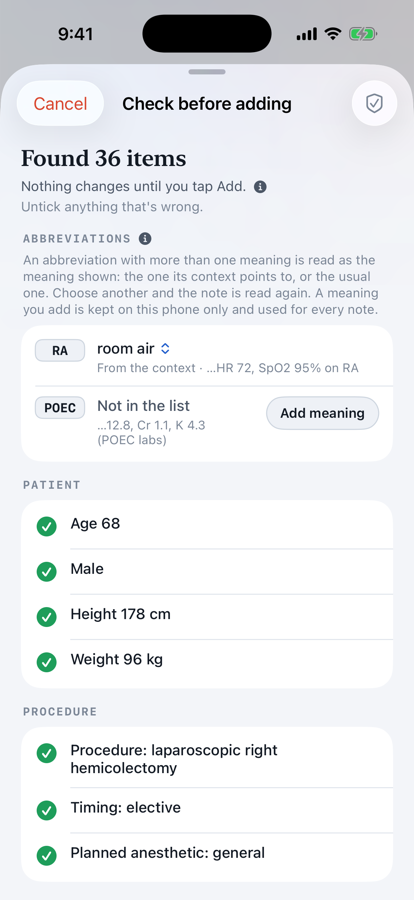 9:41
Cancel
Check before adding
Found 36 items
Nothing changes until you tap Add.
Untick anything that's wrong.
ABBREVIATIONS
An abbreviation with more than one meaning is read as the
meaning shown: the one its context points to, or the usual
one. Choose another and the note is read again. A meaning
you add is kept on this phone only and used for every note.
RA
room air
From the context · ...HR 72, SpO2 95% on RA
POEC
Not in the list
...12.8, Cr 1.1, K 4.3
(POEC labs)
Add meaning
PATIENT
Age 68
Male
Height 178 cm
Weight 96 kg
PROCEDURE
Procedure: laparoscopic right
hemicolectomy
Timing: elective
Planned anesthetic: general